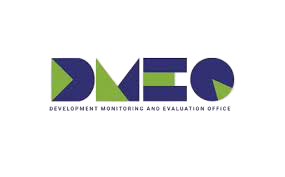 DMEO
DEVELOPMENT MONITORING AND EVALUATION OFFICE